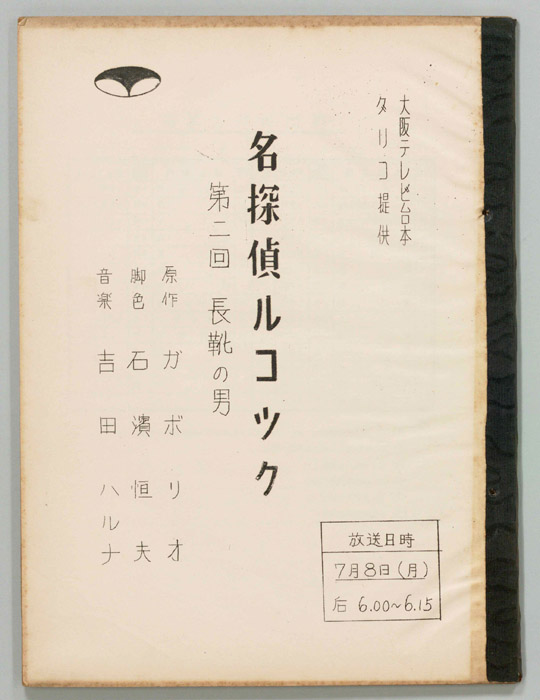 大阪テレビ台本
グリコ提供
名探偵ルコック
第二回 長靴の男
原作 ガボリオ
脚色 石濱恒夫
音楽 吉田ハルナ
放送日時
7月8日(月)
后 6.00~6.15